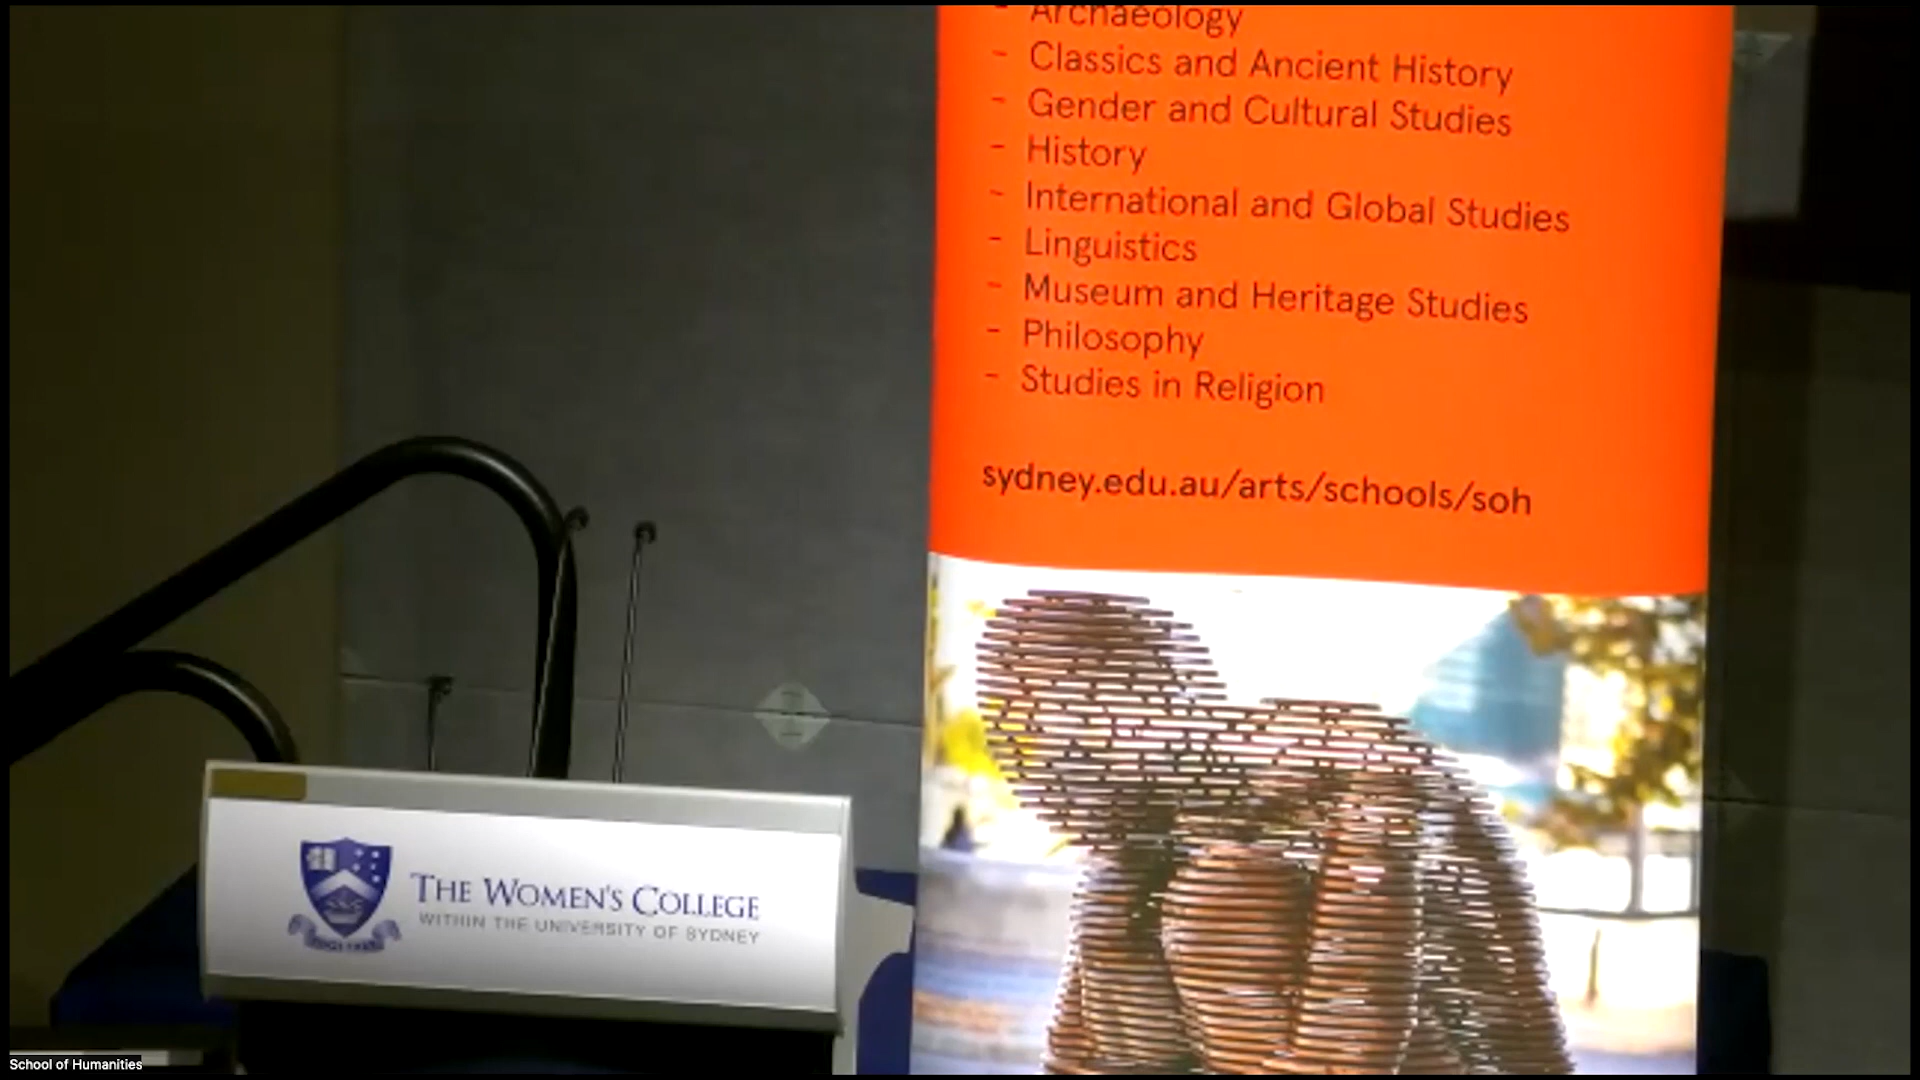 - Archaeology
- Classics and Ancient History
- Gender and Cultural Studies
- History
- International and Global Studies
- Linguistics
- Museum and Heritage Studies
- Philosophy
- Studies in Religion
sydney.edu.au/arts/schools/soh
THE WOMEN'S COLLEGE
WITHIN THE UNIVERSITY OF SYDNEY
School of Humanities